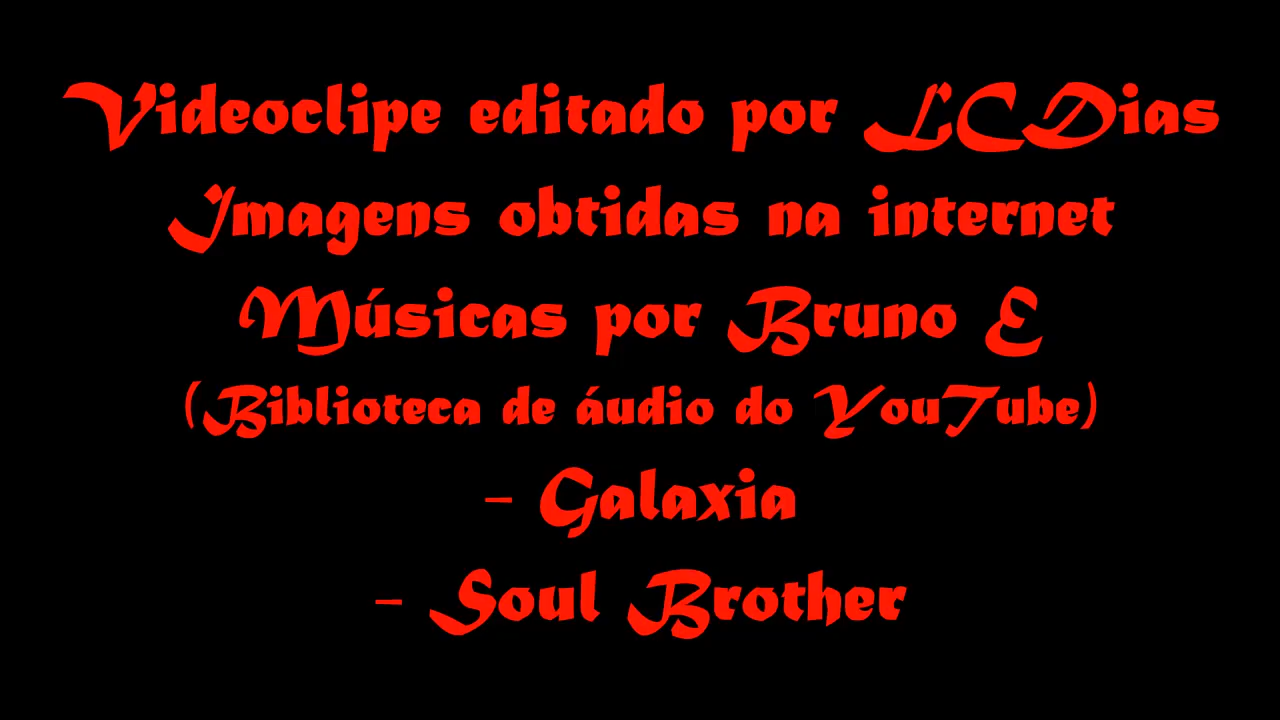 Videoclipe editado por LCDias
Imagens obtidas na internet
Músicas por Bruno E
(Biblioteca de áudio do YouTube)
- Galaxia
- Soul Brother